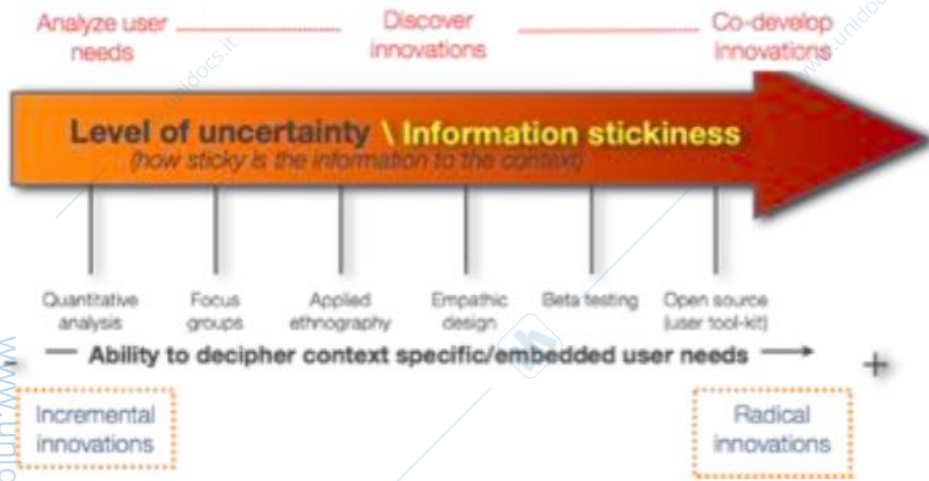 Analyze user
needs
Discover
innovations
Co-develop
innovations
Level of uncertainty \ Information stickiness
(how sticky is the information to the context)
Quantitative
analysis
Focus
groups
Applied
ethnography
Empathic
design
Beta testing
Open source
(user tool-kit)
- Ability to decipher context specific/embedded user needs +
Incremental
innovations
Radical
innovations
unidocs.it